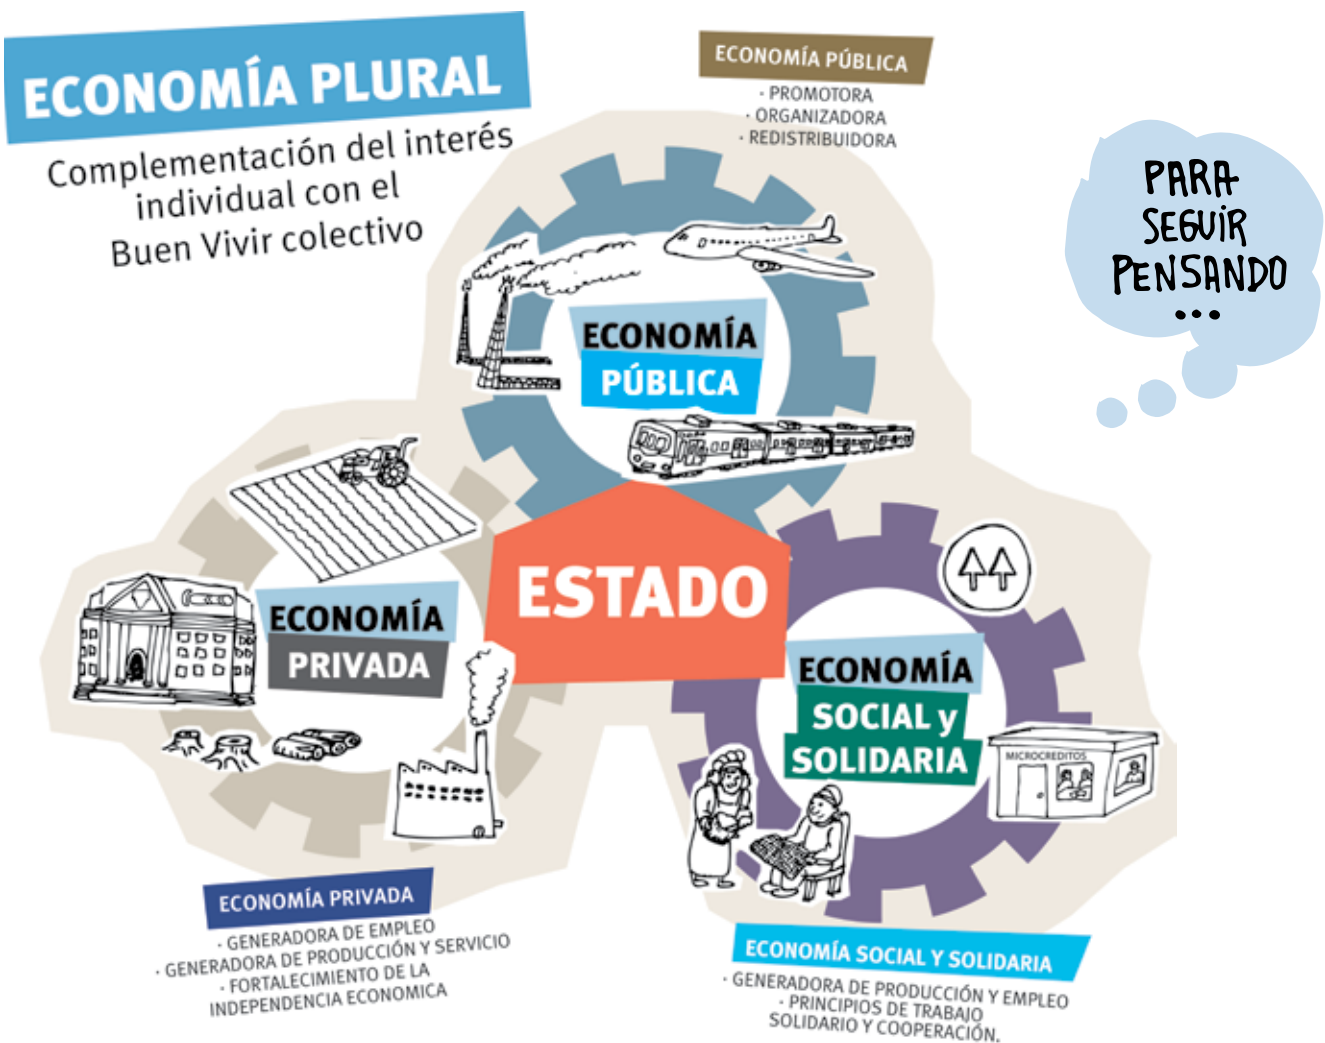 ECONOMÍA PLURAL
Complementación del interés
individual con el
Buen Vivir colectivo
ECONOMÍA PÚBLICA
· PROMOTORA
· ORGANIZADORA
· REDISTRIBUIDORA
PARA
SEGUIR
PENSANDO
...
ECONOMÍA
PÚBLICA
ESTADO
ECONOMÍA
PRIVADA
ECONOMÍA
SOCIAL y
SOLIDARIA
MICROCREDITOS
ECONOMÍA PRIVADA
· GENERADORA DE EMPLEO
· GENERADORA DE PRODUCCIÓN Y SERVICIO
· FORTALECIMIENTO DE LA
INDEPENDENCIA ECONOMICA
ECONOMÍA SOCIAL Y SOLIDARIA
· GENERADORA DE PRODUCCIÓN Y EMPLEO
· PRINCIPIOS DE TRABAJO
SOLIDARIO Y COOPERACIÓN.